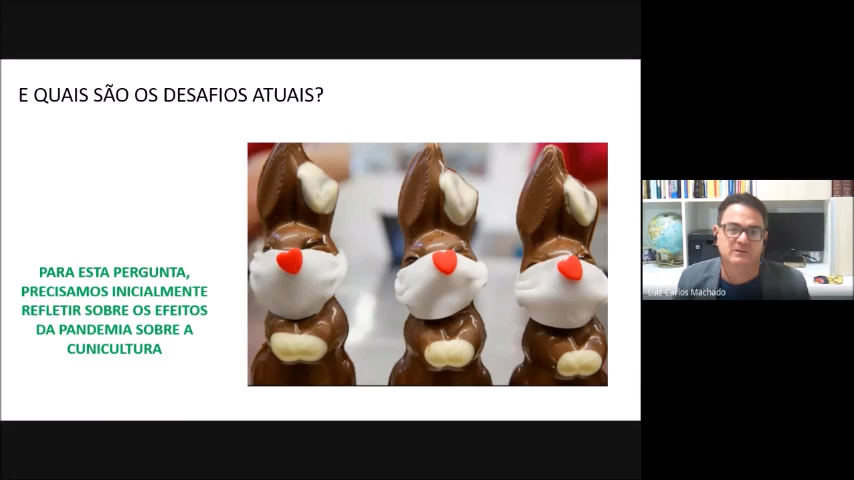 E QUAIS SÃO OS DESAFIOS ATUAIS?
PARA ESTA PERGUNTA,
PRECISAMOS INICIALMENTE
REFLETIR SOBRE OS EFEITOS
DA PANDEMIA SOBRE A
CUNICULTURA
Luiz Carlos Machado